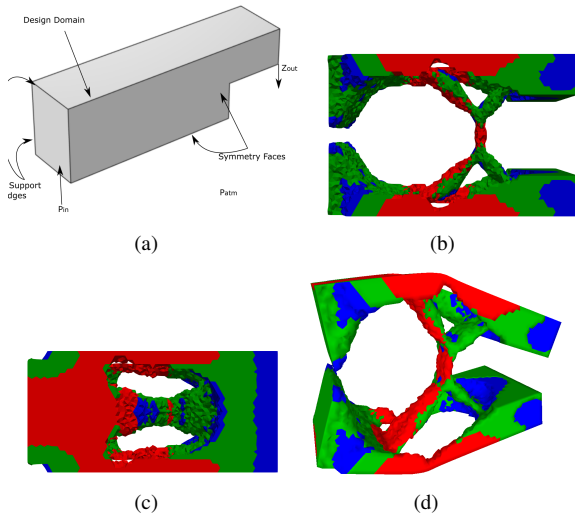 Design Domain
Zout
Symmetry Faces
Support
dges
Pin
Patm
(a)
(b)
(c)
(d)